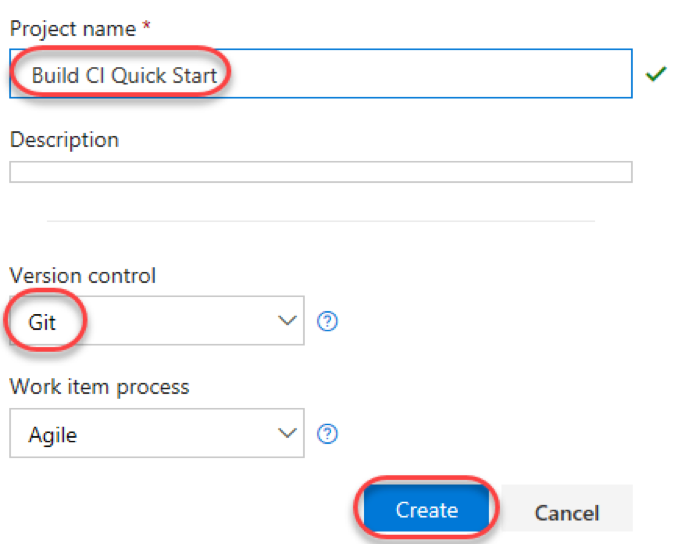 Project name *
Build CI Quick Start
Description
Version control
Git
?
Work item process
Agile
?
Create Cancel